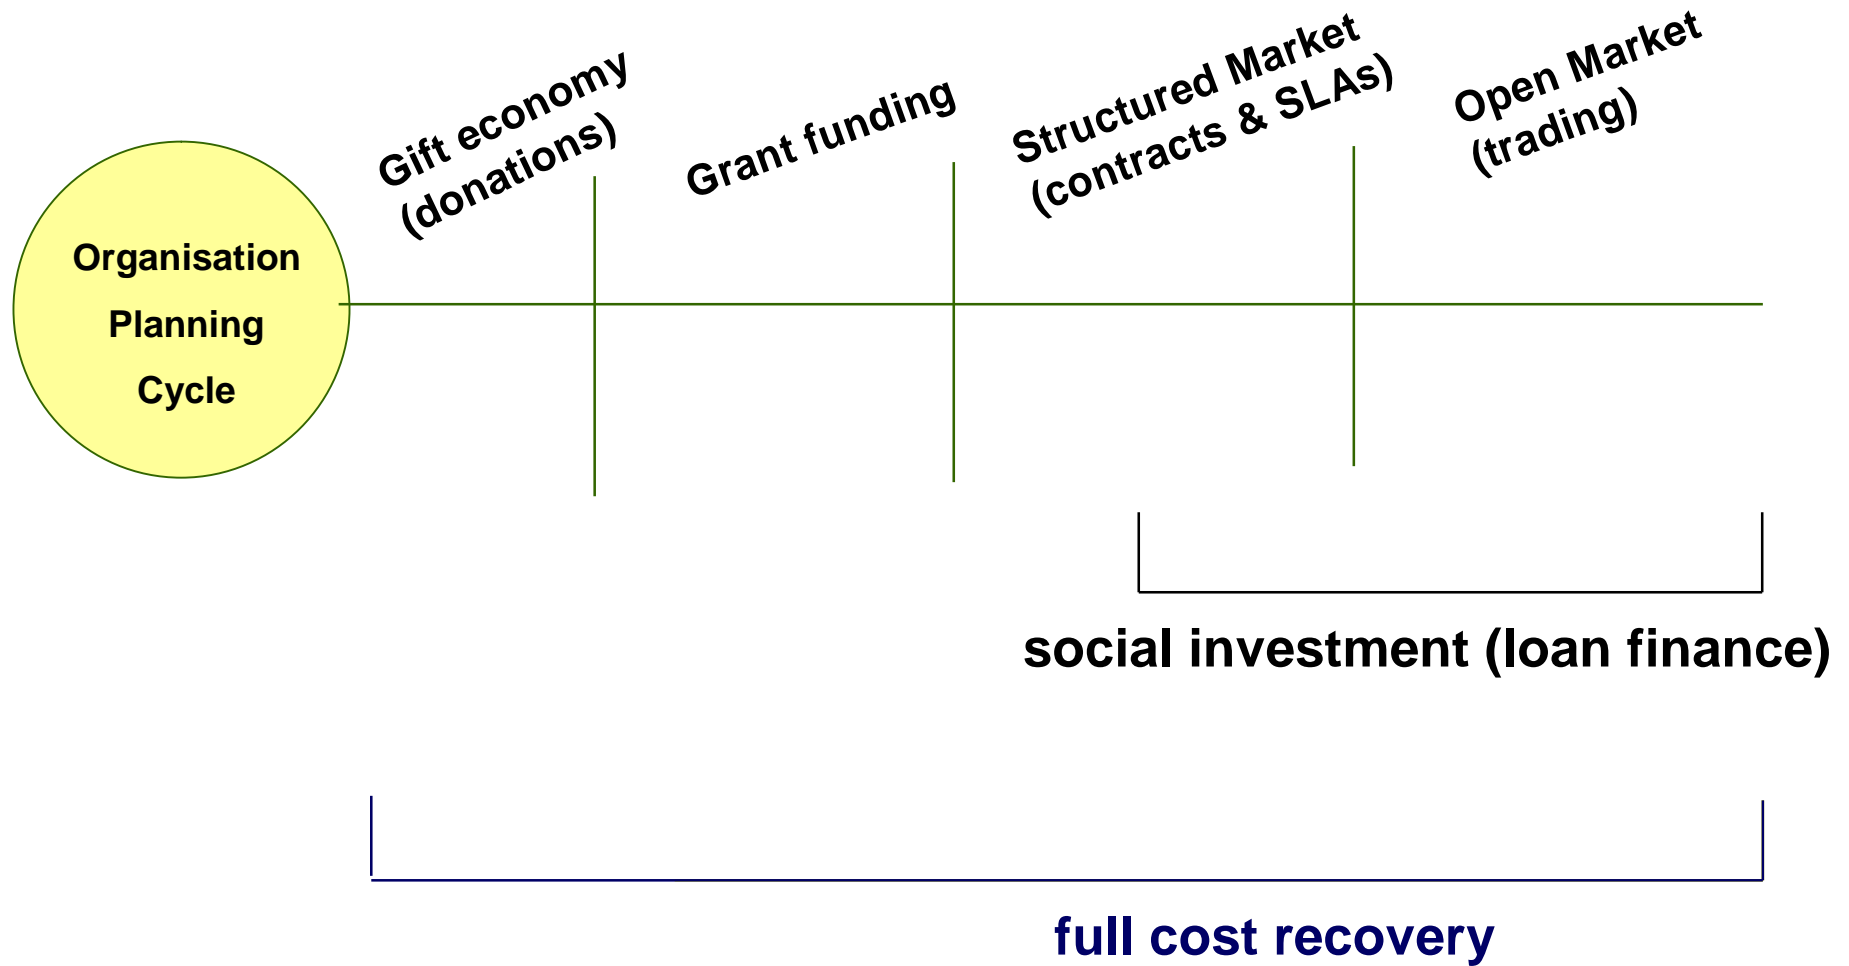 Organisation
Planning
Cycle
Gift economy
(donations)
Grant funding
Structured Market
(contracts & SLAs)
Open Market
(trading)
social investment (loan finance)
full cost recovery